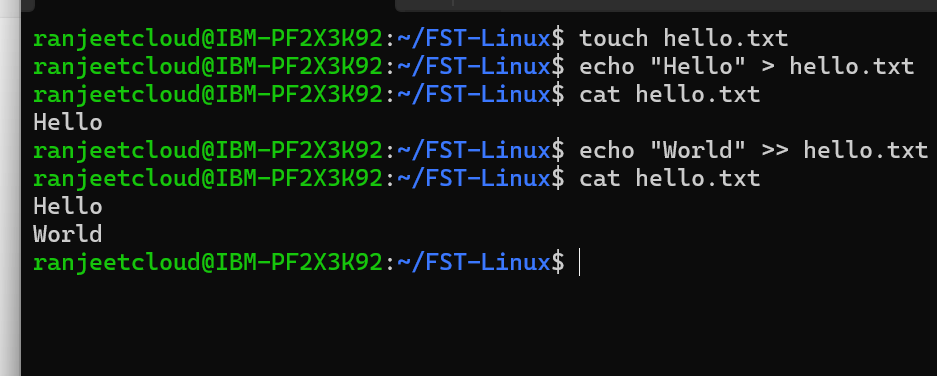 ranjeetcloud@IBM-PF2X3K92:~/FST-Linux$ touch hello.txt
ranjeetcloud@IBM-PF2X3K92:~/FST-Linux$ echo "Hello" > hello.txt
ranjeetcloud@IBM-PF2X3K92:~/FST-Linux$ cat hello.txt
Hello
ranjeetcloud@IBM-PF2X3K92:~/FST-Linux$ echo "World" >> hello.txt
ranjeetcloud@IBM-PF2X3K92:~/FST-Linux$ cat hello.txt
Hello
World
ranjeetcloud@IBM-PF2X3K92:~/FST-Linux$